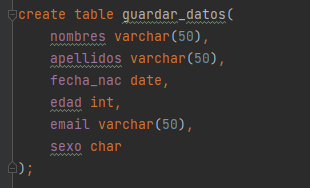 create table guardar_datos(
nombres varchar(50),
apellidos varchar(50),
fecha_nac date,
edad int,
email varchar(50),
sexo char
);